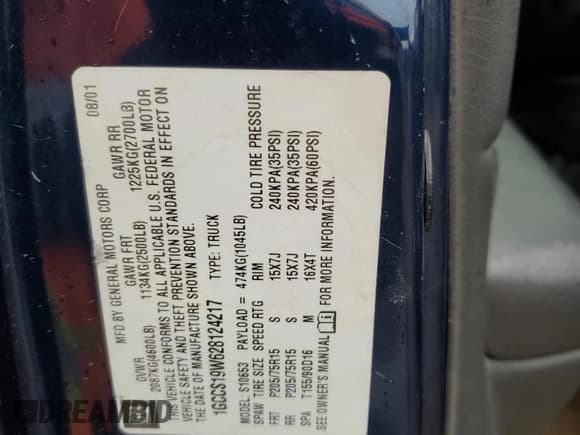 MFD BY GENERAL MOTORS CORP 08/01
GVWR GAWR FRT GAWR RR
2087KG(4600LB) 1134KG(2500LB) 1225KG(2700LB)
THIS VEHICLE CONFORMS TO ALL APPLICABLE U.S. FEDERAL MOTOR
VEHICLE SAFETY AND THEFT PREVENTION STANDARDS IN EFFECT ON
THE DATE OF MANUFACTURE SHOWN ABOVE.
1GCCS19W628124217 TYPE: TRUCK
MODEL: S10653 PAYLOAD = 474KG(1045LB)
SPAW TIRE SIZE SPEED RTG RIM COLD TIRE PRESSURE
FRT P205/75R15 S 15X7J 240KPA(35PSI)
RR P205/75R15 S 15X7J 240KPA(35PSI)
SPA T155/90D16 M 16X4T 420KPA(60PSI)
SEE OWNER'S MANUAL FOR MORE INFORMATION.
DREAMBID